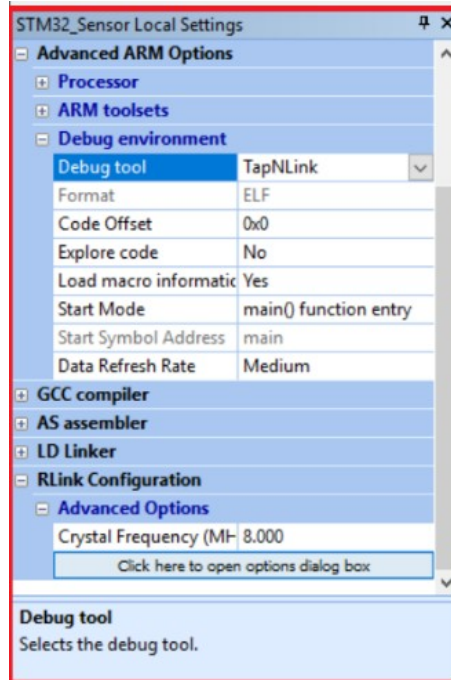 STM32_Sensor Local Settings
Advanced ARM Options
Processor
ARM toolsets
Debug environment
Debug tool TapNLink
Format ELF
Code Offset 0x0
Explore code No
Load macro informatic Yes
Start Mode main() function entry
Start Symbol Address main
Data Refresh Rate Medium
GCC compiler
AS assembler
LD Linker
RLink Configuration
Advanced Options
Crystal Frequency (MH 8.000
Click here to open options dialog box
Debug tool
Selects the debug tool.